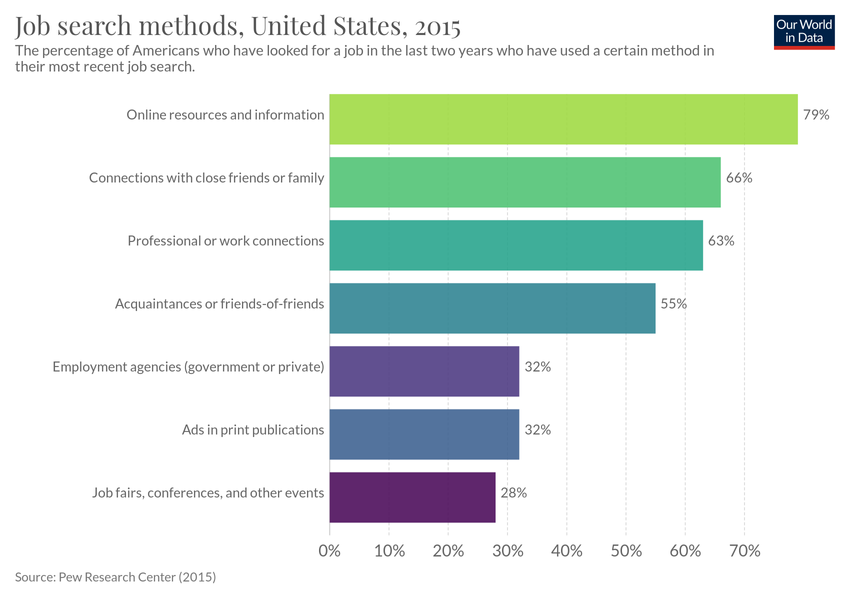 Job search methods, United States, 2015
Our World
in Data
The percentage of Americans who have looked for a job in the last two years who have used a certain method in
their most recent job search.
Online resources and information
79%
Connections with close friends or family
66%
Professional or work connections
63%
Acquaintances or friends-of-friends
55%
Employment agencies (government or private)
32%
Ads in print publications
32%
Job fairs, conferences, and other events
28%
0% 10% 20% 30% 40% 50% 60% 70%
Source: Pew Research Center (2015)